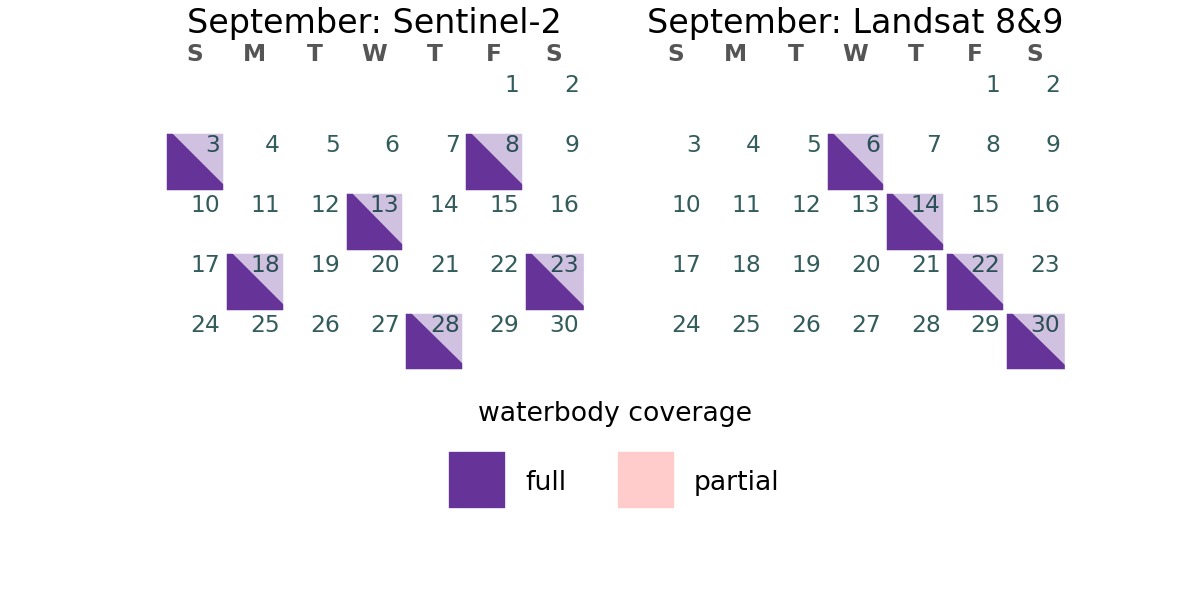 September: Sentinel-2
S M T W T F S
1 2
3 4 5 6 7 8 9
10 11 12 13 14 15 16
17 18 19 20 21 22 23
24 25 26 27 28 29 30
September: Landsat 8&9
S M T W T F S
1 2
3 4 5 6 7 8 9
10 11 12 13 14 15 16
17 18 19 20 21 22 23
24 25 26 27 28 29 30
waterbody coverage
full partial